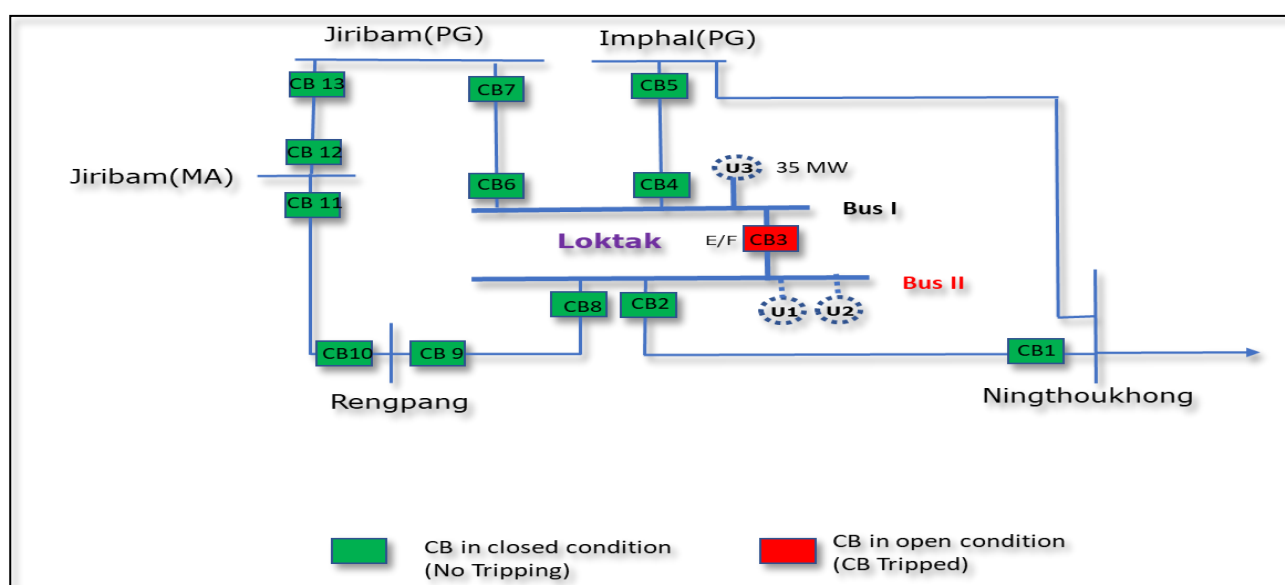 Jiribam(PG)
Imphal(PG)
CB 13
CB7
CB5
CB 12
U3 35 MW
Jiribam(MA)
CB6
CB4
CB 11
Bus I
Loktak
E/F CB3
Bus II
CB8
CB2
U1
U2
CB10
CB 9
CB1
Rengpang
Ningthoukhong
CB in closed condition
(No Tripping)
CB in open condition
(CB Tripped)